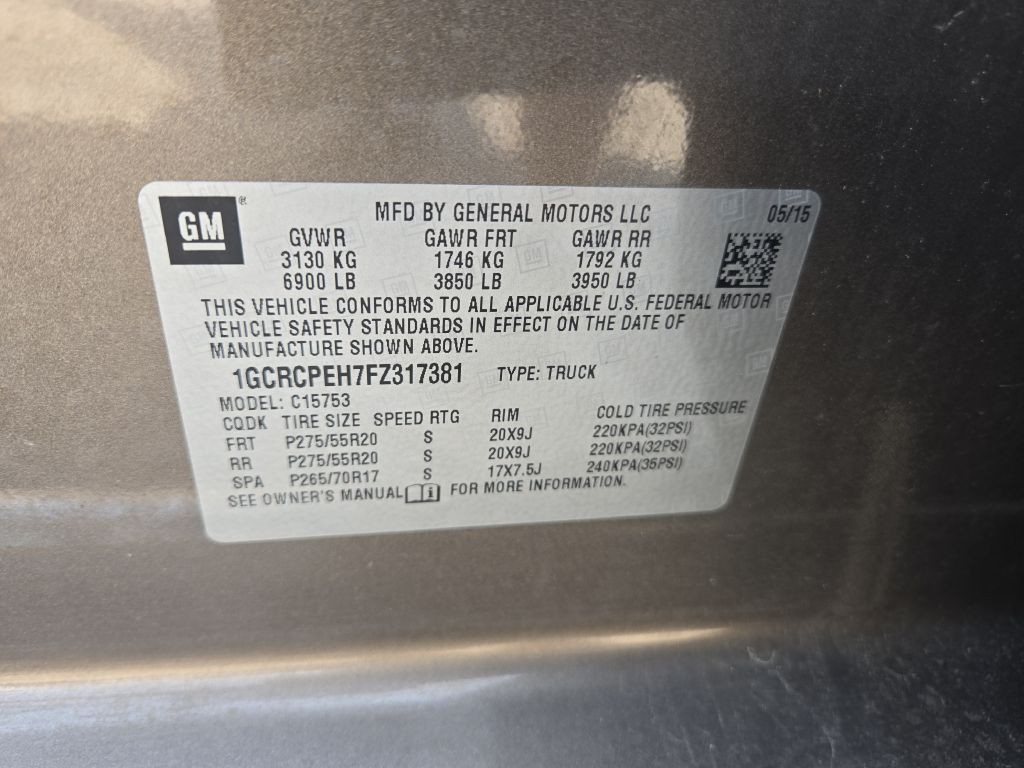 GM ® MFD BY GENERAL MOTORS LLC 05/15
GVWR GAWR FRT GAWR RR
3130 KG 1746 KG 1792 KG
6900 LB 3850 LB 3950 LB
THIS VEHICLE CONFORMS TO ALL APPLICABLE U.S. FEDERAL MOTOR
VEHICLE SAFETY STANDARDS IN EFFECT ON THE DATE OF
MANUFACTURE SHOWN ABOVE.
1GCRCPEH7FZ317381 TYPE: TRUCK
MODEL: C15753
CQDK TIRE SIZE SPEED RTG RIM COLD TIRE PRESSURE
FRT P275/55R20 S 20X9J 220KPA(32PSI)
RR P275/55R20 S 20X9J 220KPA(32PSI)
SPA P265/70R17 S 17X7.5J 240KPA(35PSI)
SEE OWNER'S MANUAL FOR MORE INFORMATION.